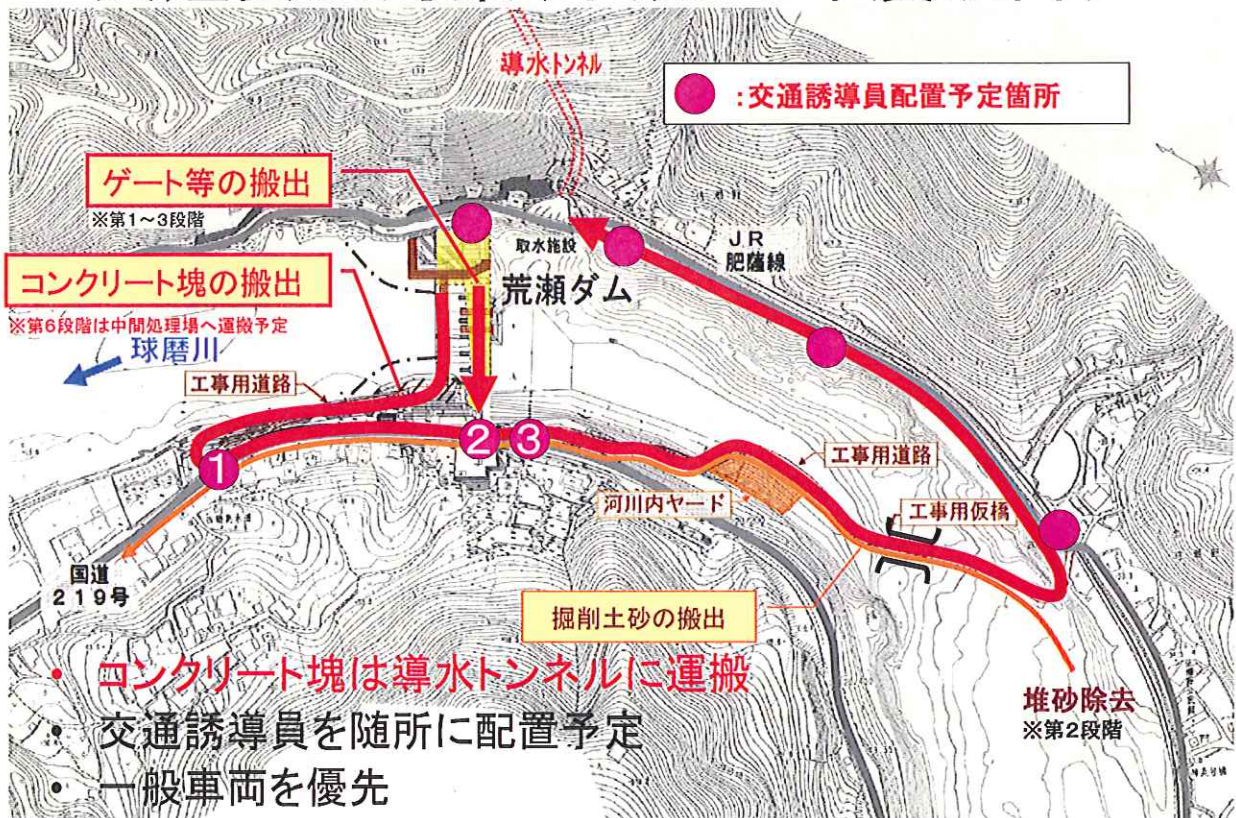 導水トンネル
:交通誘導員配置予定箇所
ゲート等の搬出
※第1～3段階
取水施設
JR
肥薩線
コンクリート塊の搬出
荒瀬ダム
※第6段階は中間処理場へ運搬予定
球磨川
工事用道路
1
2
3
工事用道路
河川内ヤード
工事用仮橋
国道
219号
掘削土砂の搬出
• コンクリート塊は導水トンネルに運搬
堆砂除去
※第2段階
• 交通誘導員を随所に配置予定
• 一般車両を優先